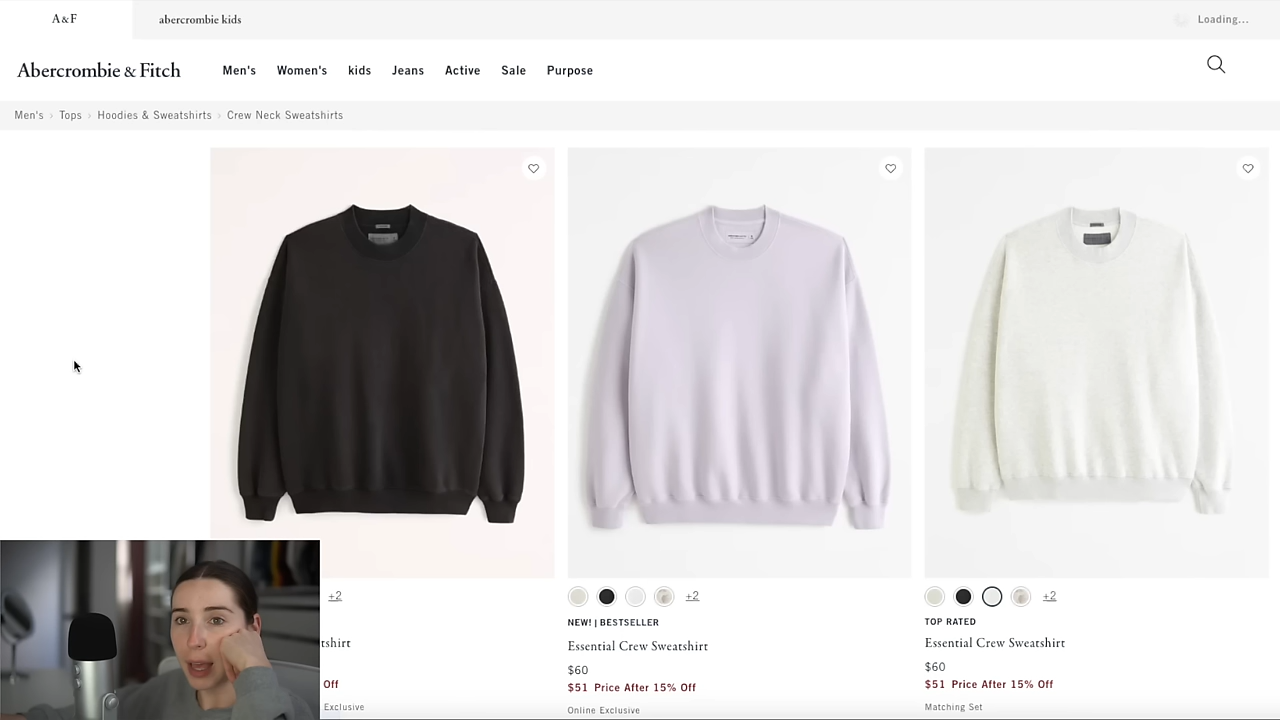 A & F
abercrombie kids
Loading...
Abercrombie & Fitch
Men's
Women's
kids
Jeans
Active
Sale
Purpose
Men's › Tops › Hoodies & Sweatshirts › Crew Neck Sweatshirts
+2
tshirt
Off
Exclusive
+2
NEW! | BESTSELLER
Essential Crew Sweatshirt
$60
$51 Price After 15% Off
Online Exclusive
+2
TOP RATED
Essential Crew Sweatshirt
$60
$51 Price After 15% Off
Matching Set